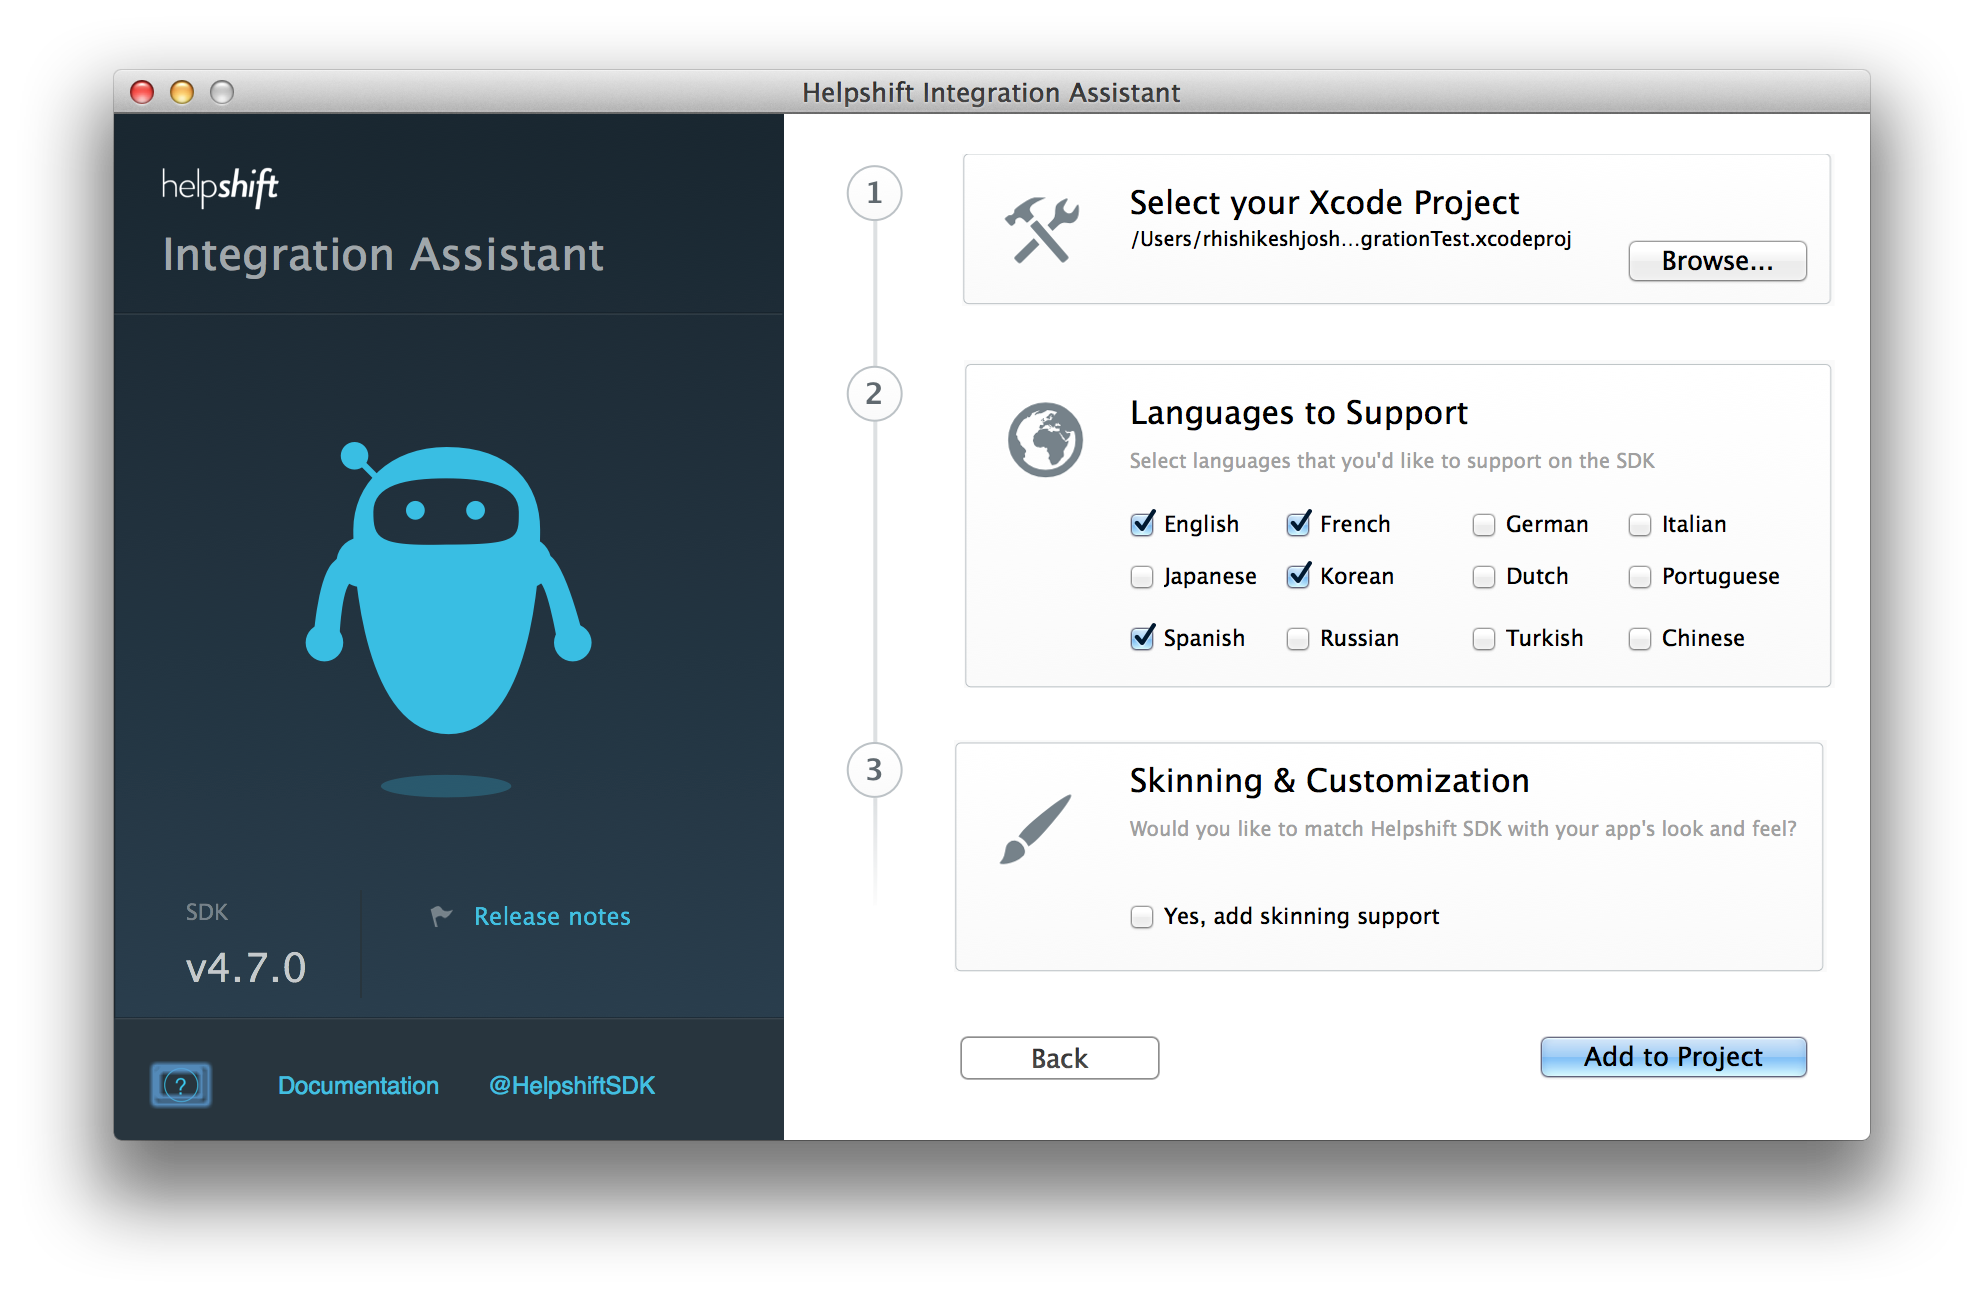 Helpshift Integration Assistant
helpshift
Integration Assistant
SDK
v4.7.0
Release notes
?
Documentation
@HelpshiftSDK
1
Select your Xcode Project
/Users/rhishikeshjosh...grationTest.xcodeproj
Browse...
2
Languages to Support
Select languages that you'd like to support on the SDK
English French German Italian
Japanese Korean Dutch Portuguese
Spanish Russian Turkish Chinese
3
Skinning & Customization
Would you like to match Helpshift SDK with your app's look and feel?
Yes, add skinning support
Back
Add to Project